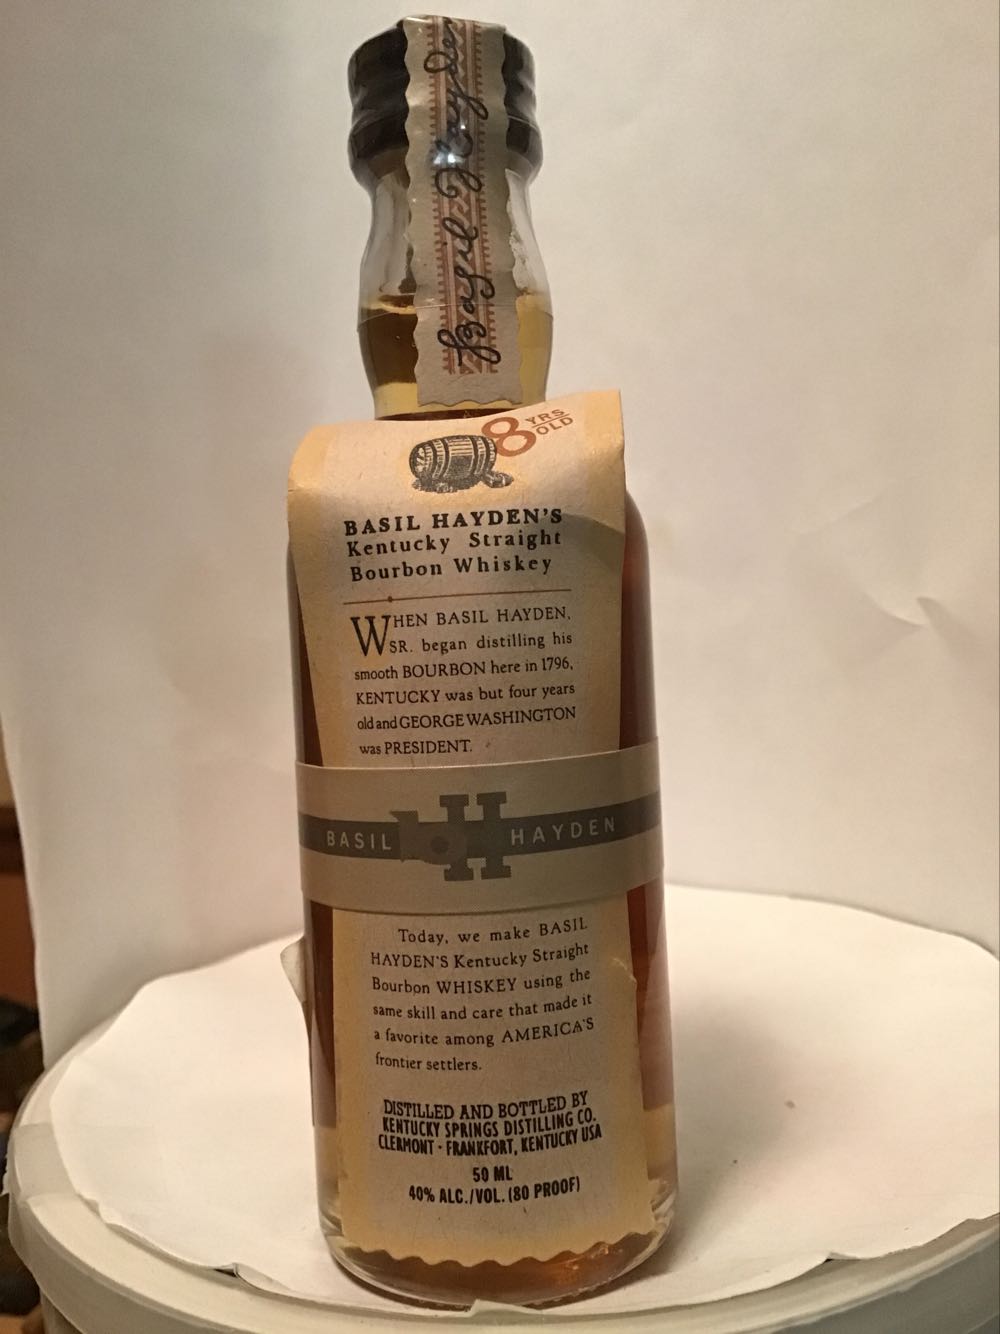 Basil Hayden
8 YRS OLD
BASIL HAYDEN'S
Kentucky Straight
Bourbon Whiskey
WHEN BASIL HAYDEN,
SR. began distilling his
smooth BOURBON here in 1796,
KENTUCKY was but four years
old and GEORGE WASHINGTON
was PRESIDENT.
BASIL H HAYDEN
Today, we make BASIL
HAYDEN'S Kentucky Straight
Bourbon WHISKEY using the
same skill and care that made it
a favorite among AMERICA'S
frontier settlers.
DISTILLED AND BOTTLED BY
KENTUCKY SPRINGS DISTILLING CO.
CLERMONT - FRANKFORT, KENTUCKY USA
50 ML
40% ALC./VOL. (80 PROOF)